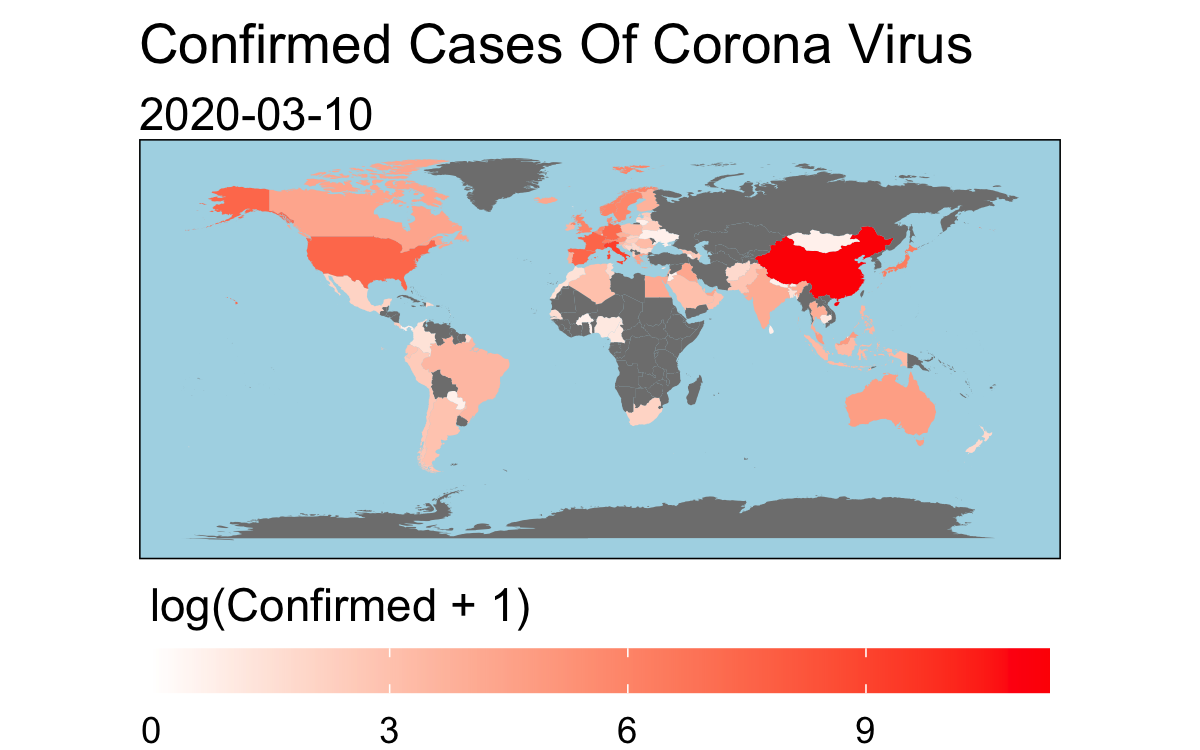 Confirmed Cases Of Corona Virus
2020-03-10
log(Confirmed + 1)
0 3 6 9